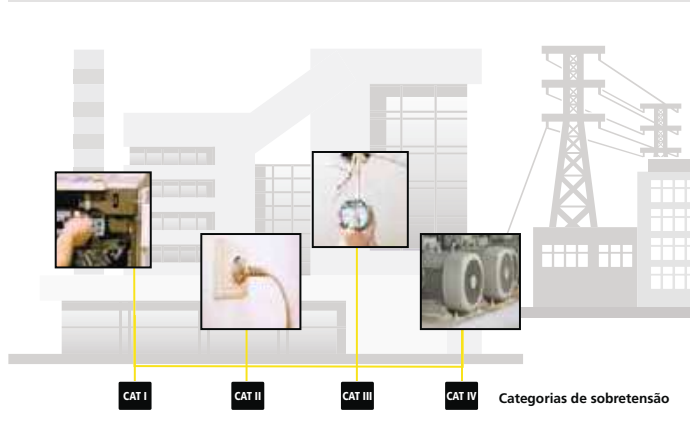 CAT I
CAT II
CAT III
CAT IV
Categorias de sobretensão